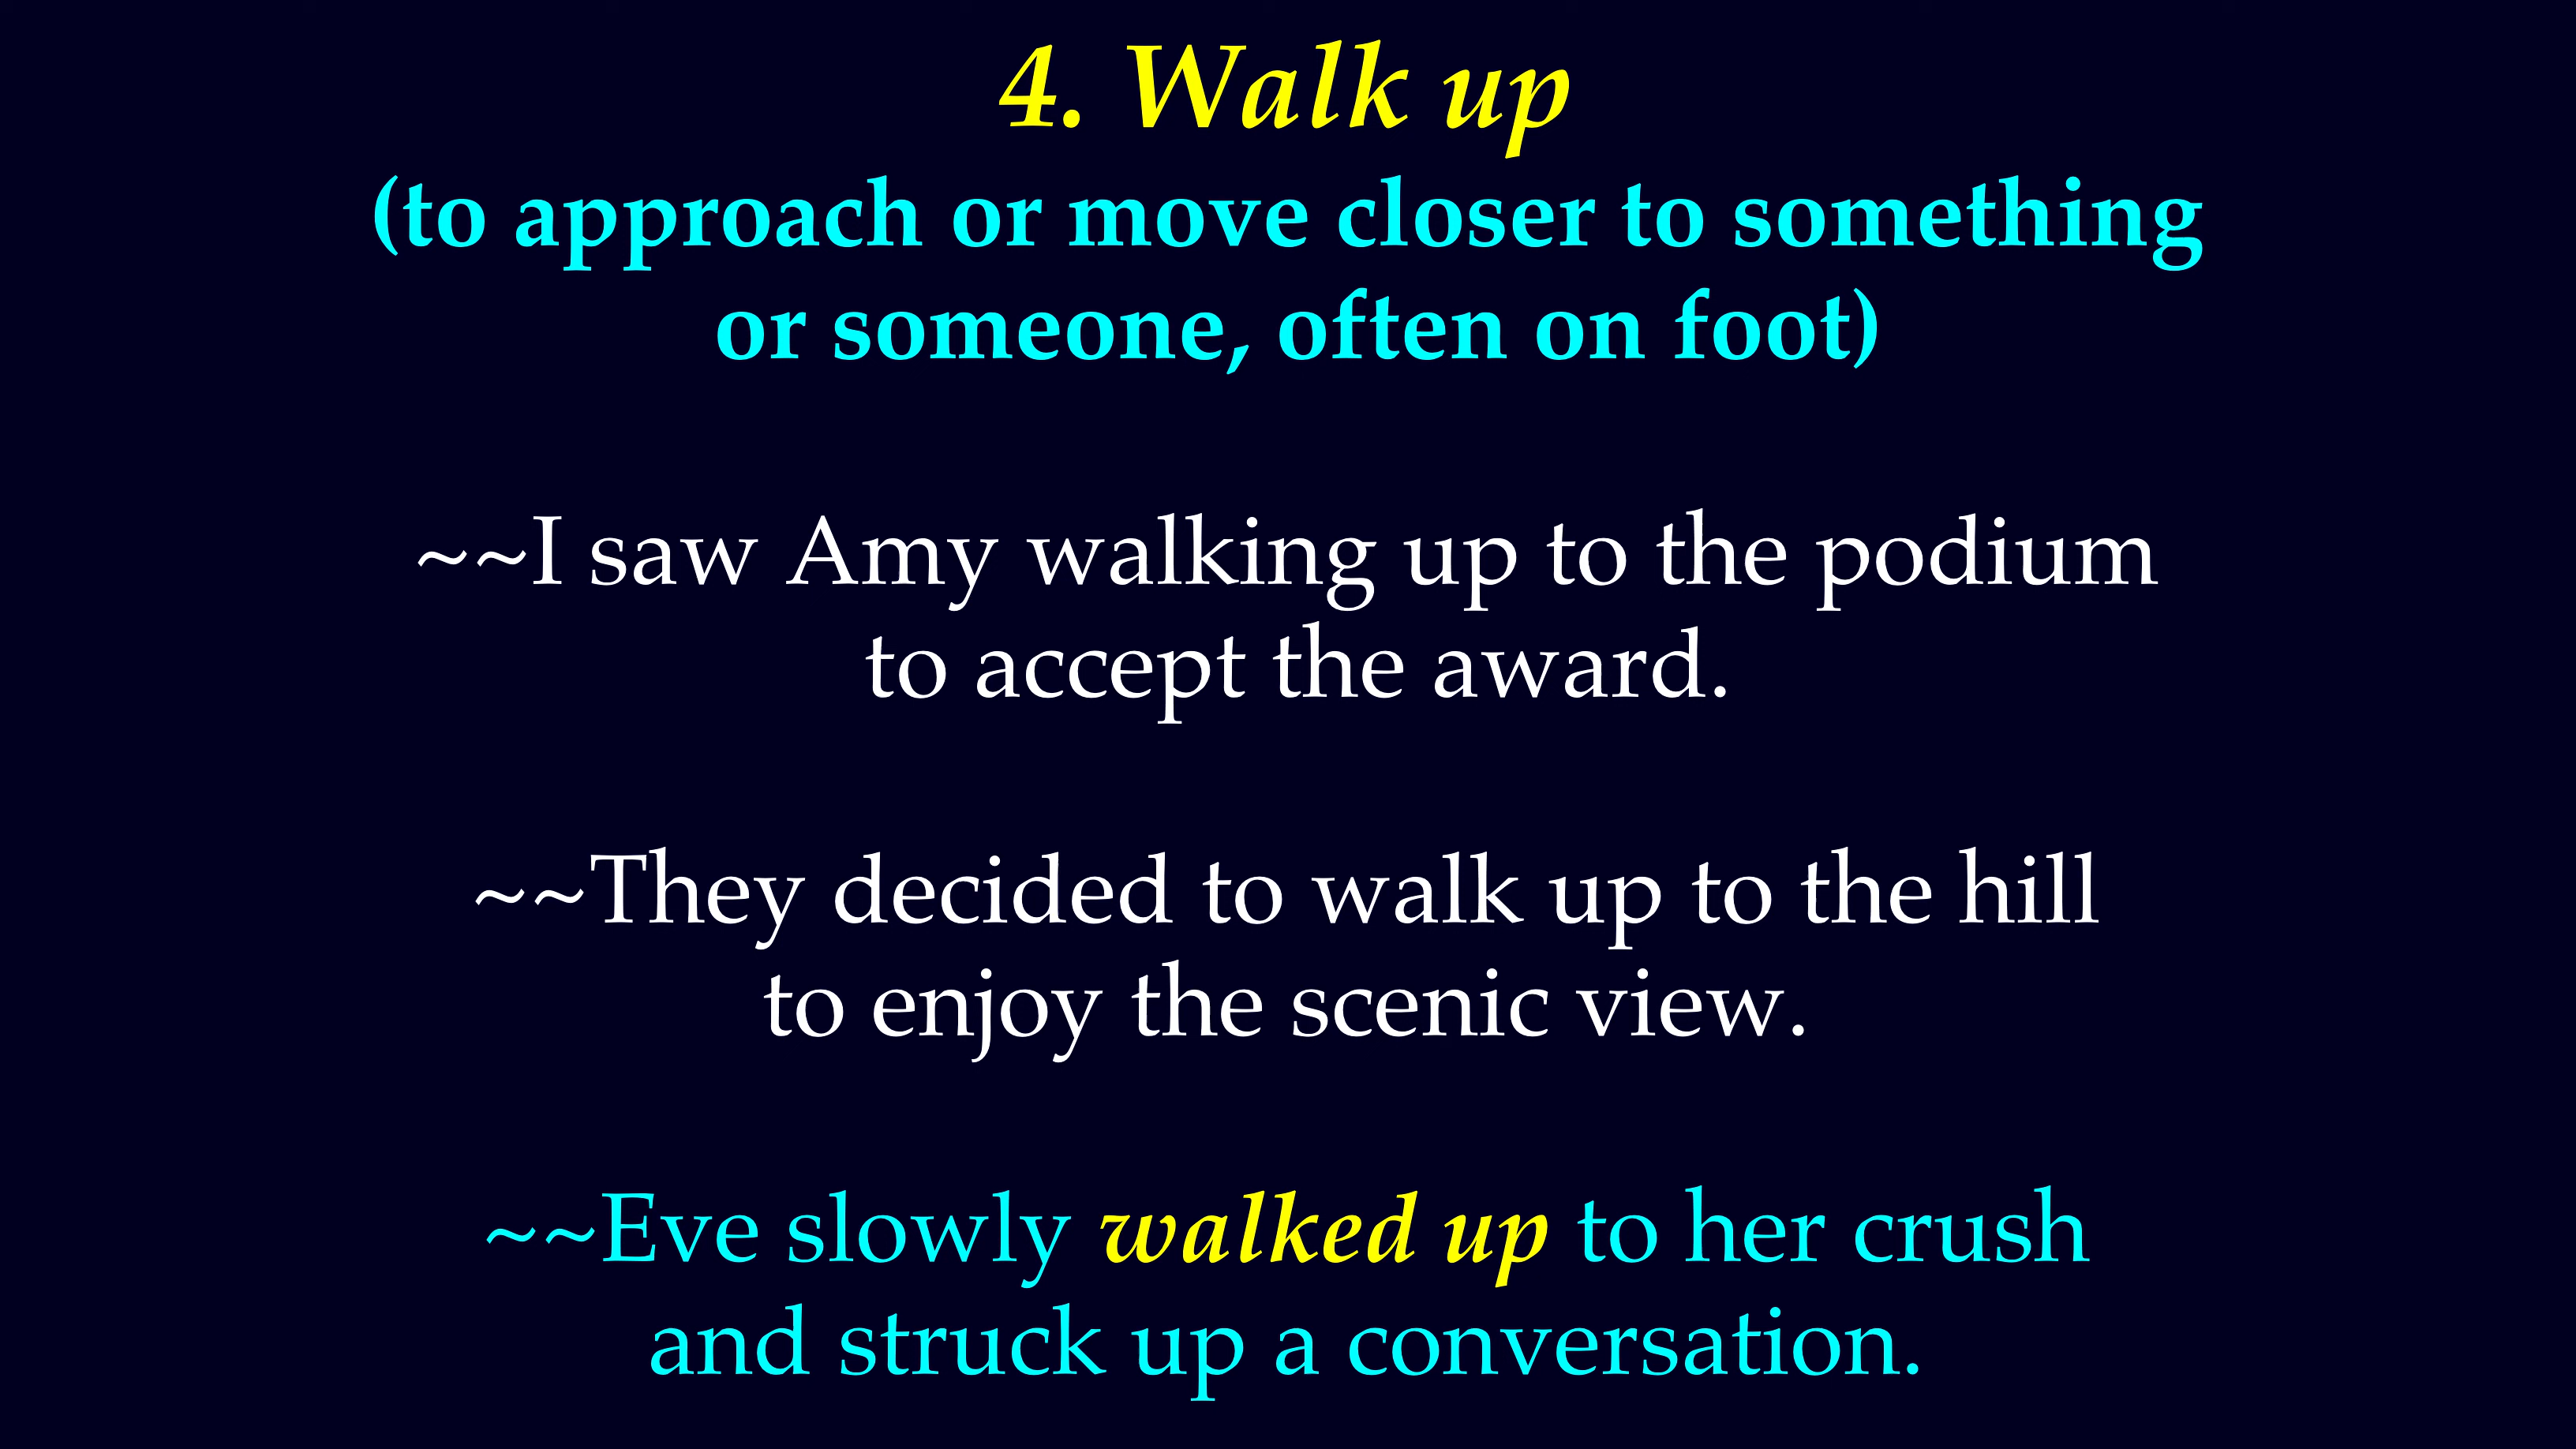 4. Walk up
(to approach or move closer to something
or someone, often on foot)
~~I saw Amy walking up to the podium
to accept the award.
~~They decided to walk up to the hill
to enjoy the scenic view.
~~Eve slowly walked up to her crush
and struck up a conversation.